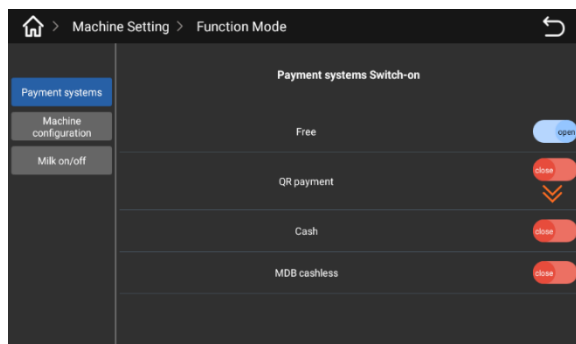 > Machine Setting > Function Mode
Payment systems
Machine
configuration
Milk on/off
Payment systems Switch-on
Free
open
QR payment
close
Cash
close
MDB cashless
close